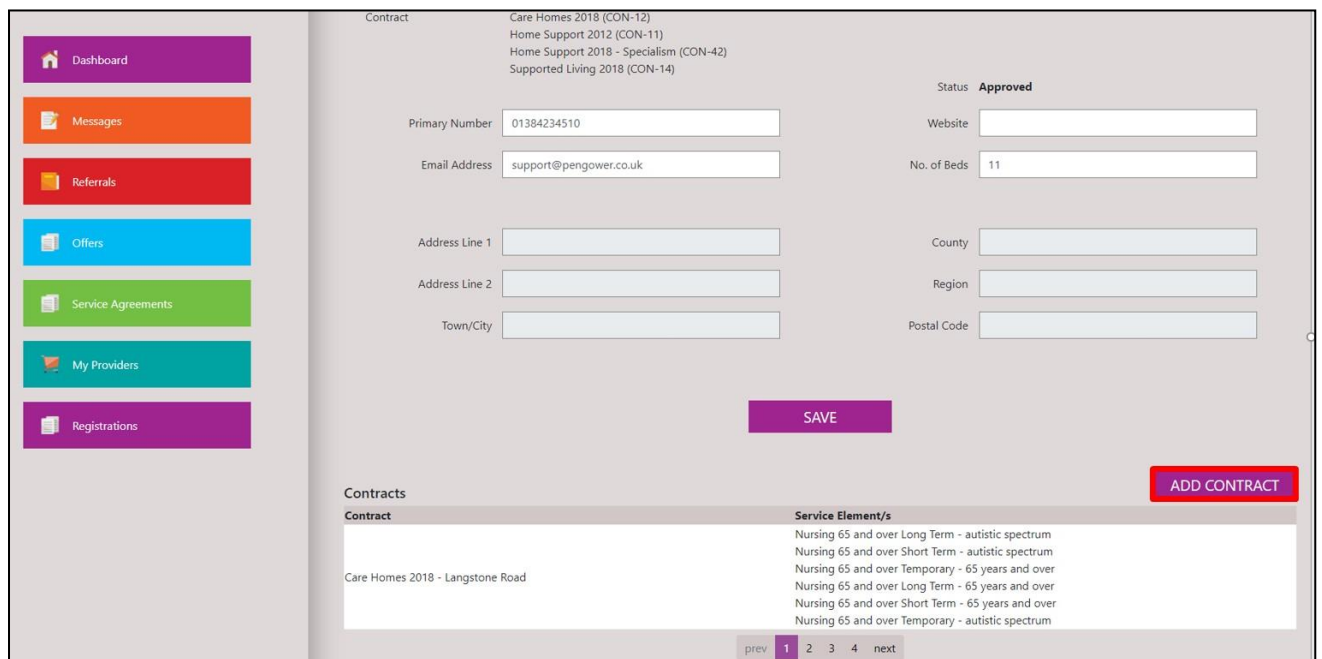 Dashboard
Messages
Referrals
Offers
Service Agreements
My Providers
Registrations
Contract
Care Homes 2018 (CON-12)
Home Support 2012 (CON-11)
Home Support 2018 - Specialism (CON-42)
Supported Living 2018 (CON-14)
Status Approved
Primary Number 01384234510
Website
Email Address support@pengower.co.uk
No. of Beds 11
Address Line 1
County
Address Line 2
Region
Town/City
Postal Code
SAVE
ADD CONTRACT
Contracts
Contract Service Element/s
Care Homes 2018 - Langstone Road
Nursing 65 and over Long Term - autistic spectrum
Nursing 65 and over Short Term - autistic spectrum
Nursing 65 and over Temporary - 65 years and over
Nursing 65 and over Long Term - 65 years and over
Nursing 65 and over Short Term - 65 years and over
Nursing 65 and over Temporary - autistic spectrum
prev 1 2 3 4 next